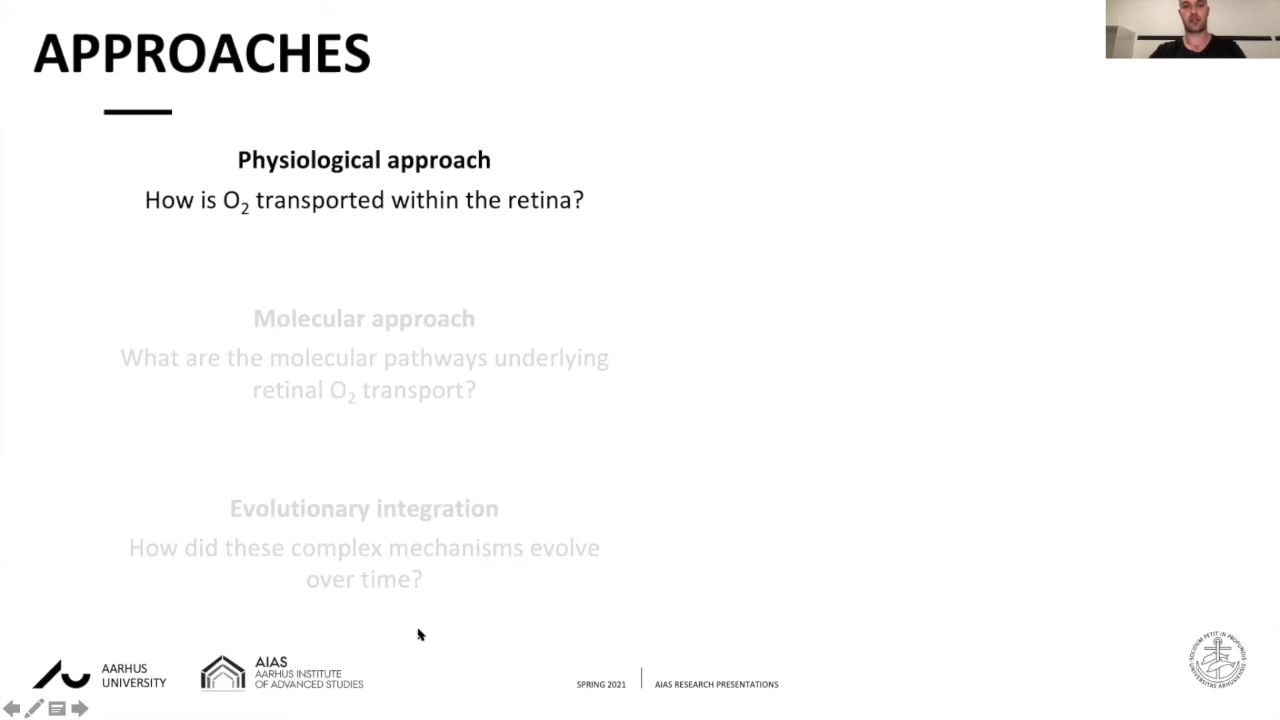 APPROACHES
Physiological approach
How is O₂ transported within the retina?
Molecular approach
What are the molecular pathways underlying
retinal O₂ transport?
Evolutionary integration
How did these complex mechanisms evolve
over time?
AARHUS
UNIVERSITY
AIAS
AARHUS INSTITUTE
OF ADVANCED STUDIES
SPRING 2021
AIAS RESEARCH PRESENTATIONS